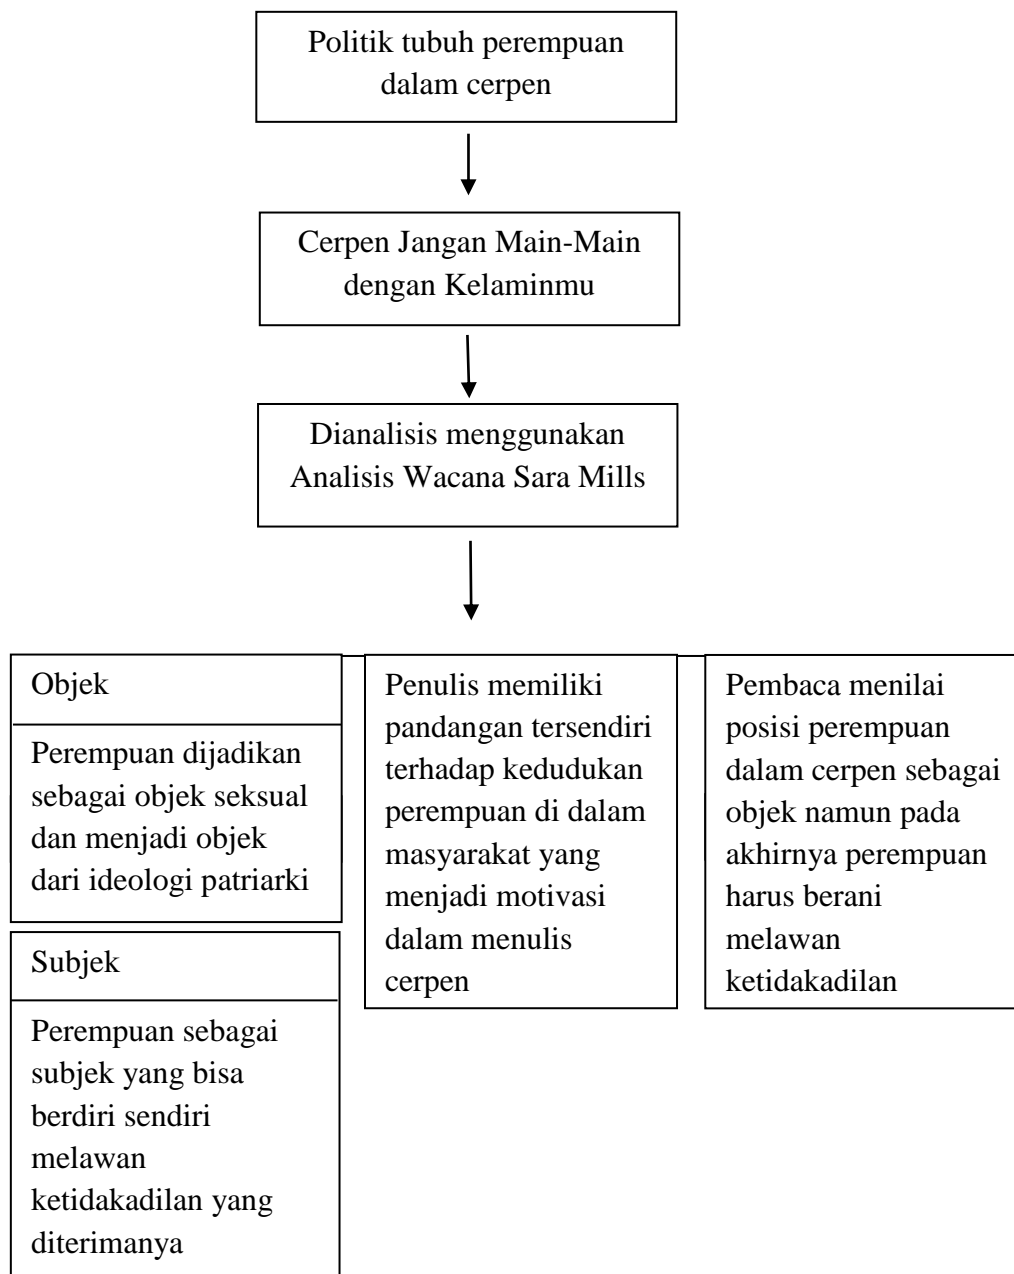 Politik tubuh perempuan
dalam cerpen
Cerpen Jangan Main-Main
dengan Kelaminmu
Dianalisis menggunakan
Analisis Wacana Sara Mills
Objek
Perempuan dijadikan
sebagai objek seksual
dan menjadi objek
dari ideologi patriarki
Subjek
Perempuan sebagai
subjek yang bisa
berdiri sendiri
melawan
ketidakadilan yang
diterimanya
Penulis memiliki
pandangan tersendiri
terhadap kedudukan
perempuan di dalam
masyarakat yang
menjadi motivasi
dalam menulis
cerpen
Pembaca menilai
posisi perempuan
dalam cerpen sebagai
objek namun pada
akhirnya perempuan
harus berani
melawan
ketidakadilan